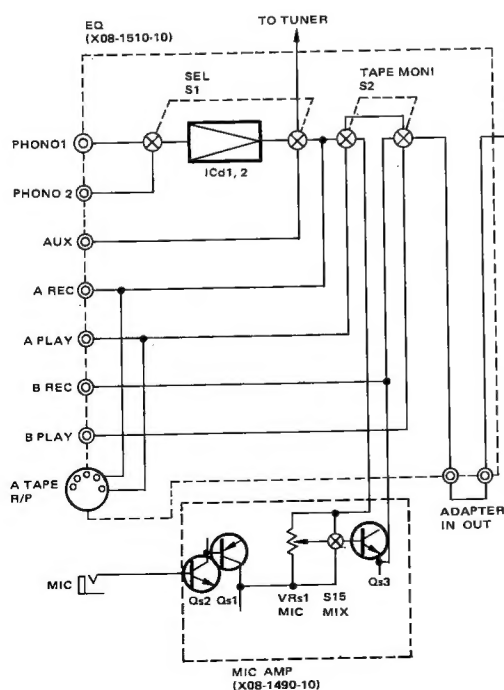 TO TUNER
EQ
(X08-1510-10)
SEL
S1
TAPE MONI
S2
PHONO1
ICd1, 2
PHONO 2
AUX
A REC
A PLAY
B REC
B PLAY
A TAPE
R/P
ADAPTER
IN OUT
MIC
Qs2 Qs1
VRs1
MIC
S15
MIX
Qs3
MIC AMP
(X08-1490-10)